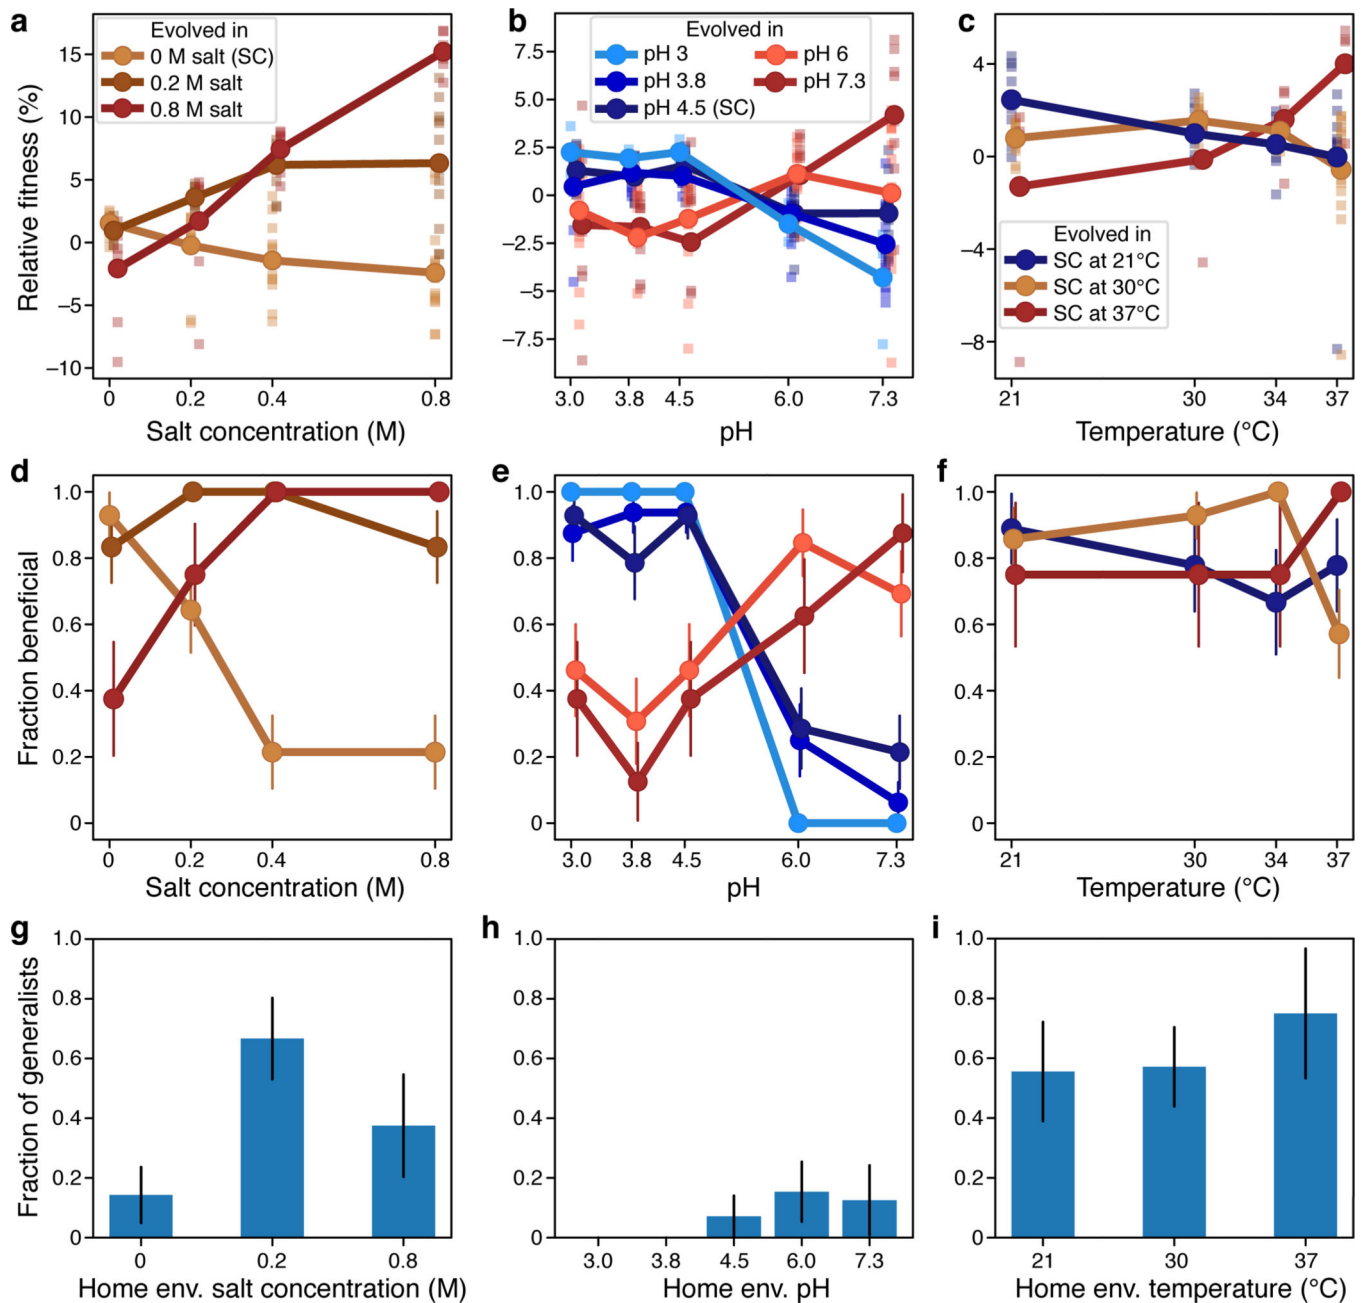 a
Relative fitness (%)
15
10
5
0
−5
−10
Evolved in
0 M salt (SC)
0.2 M salt
0.8 M salt
0
0.2
0.4
0.8
Salt concentration (M)
b
7.5
5.0
2.5
0
−2.5
−5
−7.5
Evolved in
pH 3
pH 6
pH 3.8
pH 7.3
pH 4.5 (SC)
3.0
3.8
4.5
6.0
7.3
pH
c
4
0
−4
−8
Evolved in
SC at 21°C
SC at 30°C
SC at 37°C
21
30
34
37
Temperature (°C)
d
Fraction beneficial
1.0
0.8
0.6
0.4
0.2
0
0
0.2
0.4
0.8
Salt concentration (M)
e
1.0
0.8
0.6
0.4
0.2
0
3.0
3.8
4.5
6.0
7.3
pH
f
1.0
0.8
0.6
0.4
0.2
0
21
30
34
37
Temperature (°C)
g
Fraction of generalists
1.0
0.8
0.6
0.4
0.2
0
0
0.2
0.8
Home env. salt concentration (M)
h
1.0
0.8
0.6
0.4
0.2
0
3.0
3.8
4.5
6.0
7.3
Home env. pH
i
1.0
0.8
0.6
0.4
0.2
0
21
30
37
Home env. temperature (°C)